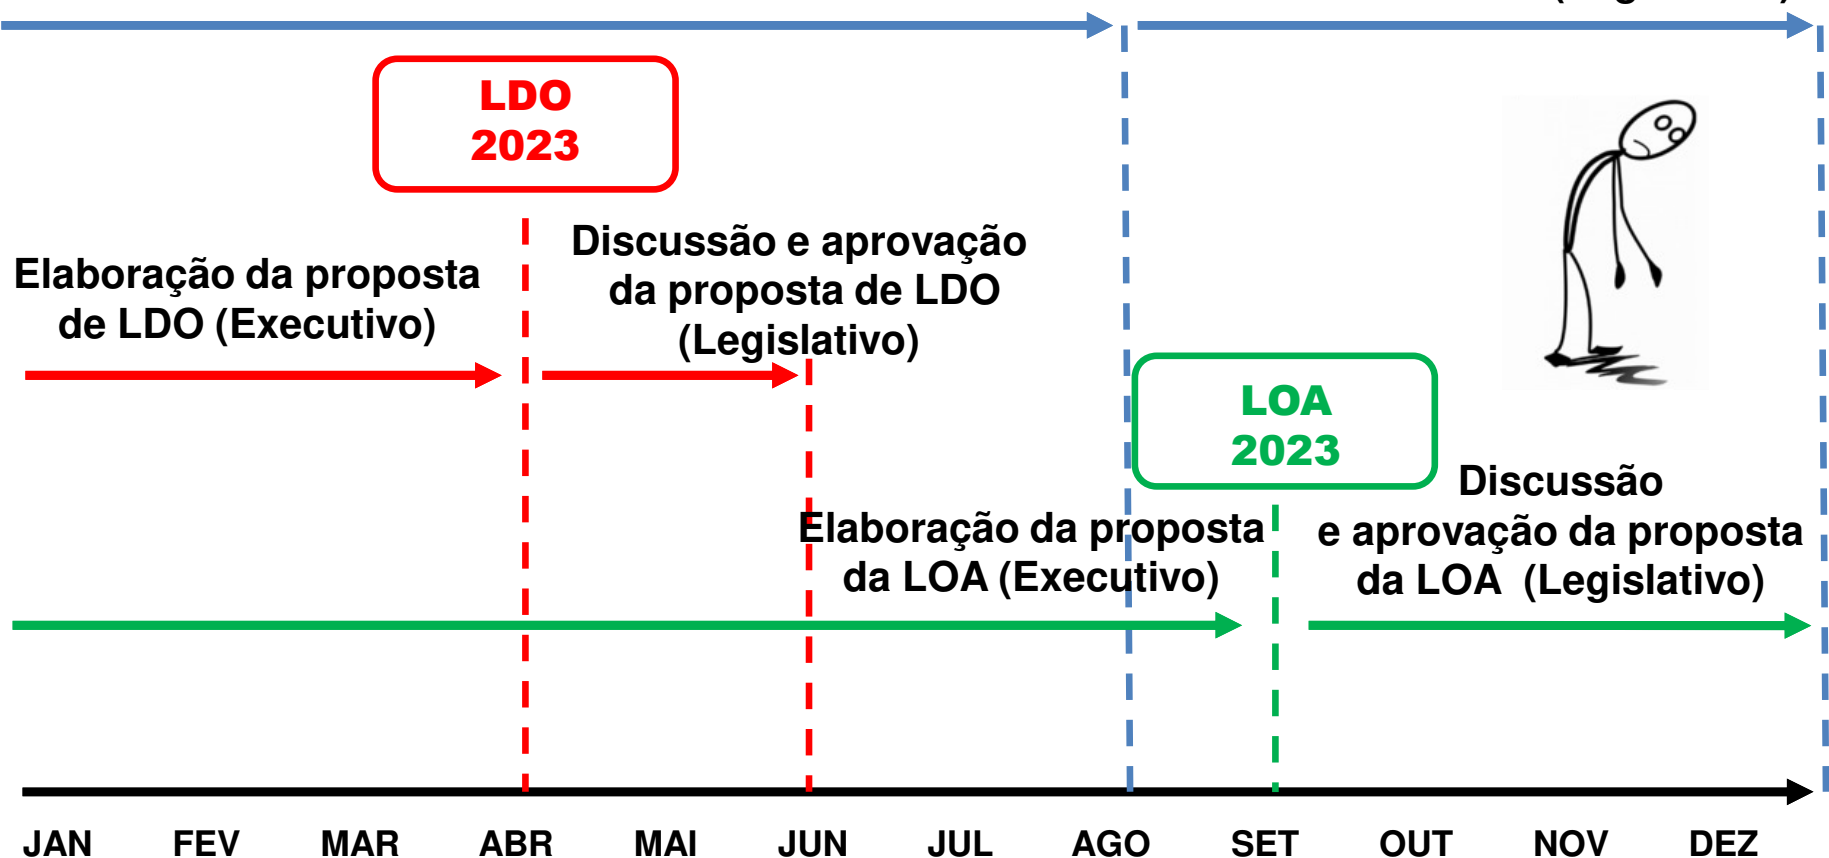 LDO
2023
Discussão e aprovação
da proposta de LDO
(Legislativo)
Elaboração da proposta
de LDO (Executivo)
LOA
2023
Discussão
e aprovação da proposta
da LOA (Legislativo)
Elaboração da proposta
da LOA (Executivo)
JAN FEV MAR ABR MAI JUN JUL AGO SET OUT NOV DEZ